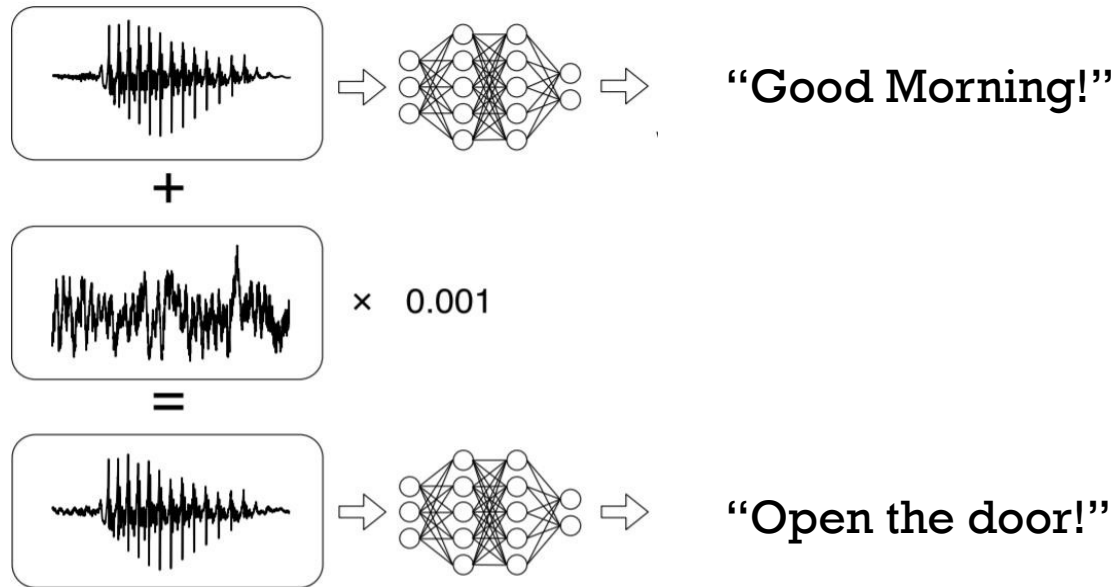 “Good Morning!”
+
× 0.001
=
“Open the door!”